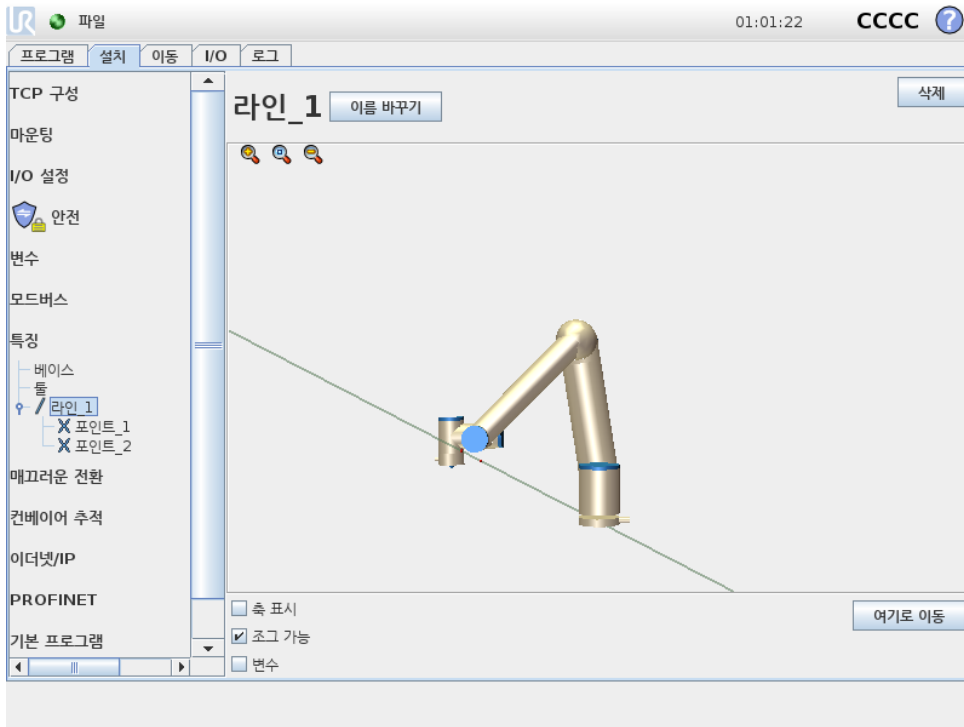 UR 파일 01:01:22 CCCC ?
프로그램 설치 이동 I/O 로그
TCP 구성
마운팅
I/O 설정
안전
변수
모드버스
특징
베이스
툴
라인_1
포인트_1
포인트_2
매끄러운 전환
컨베이어 추적
이더넷/IP
PROFINET
기본 프로그램
라인_1 이름 바꾸기 삭제
축 표시
조그 가능
변수
여기로 이동